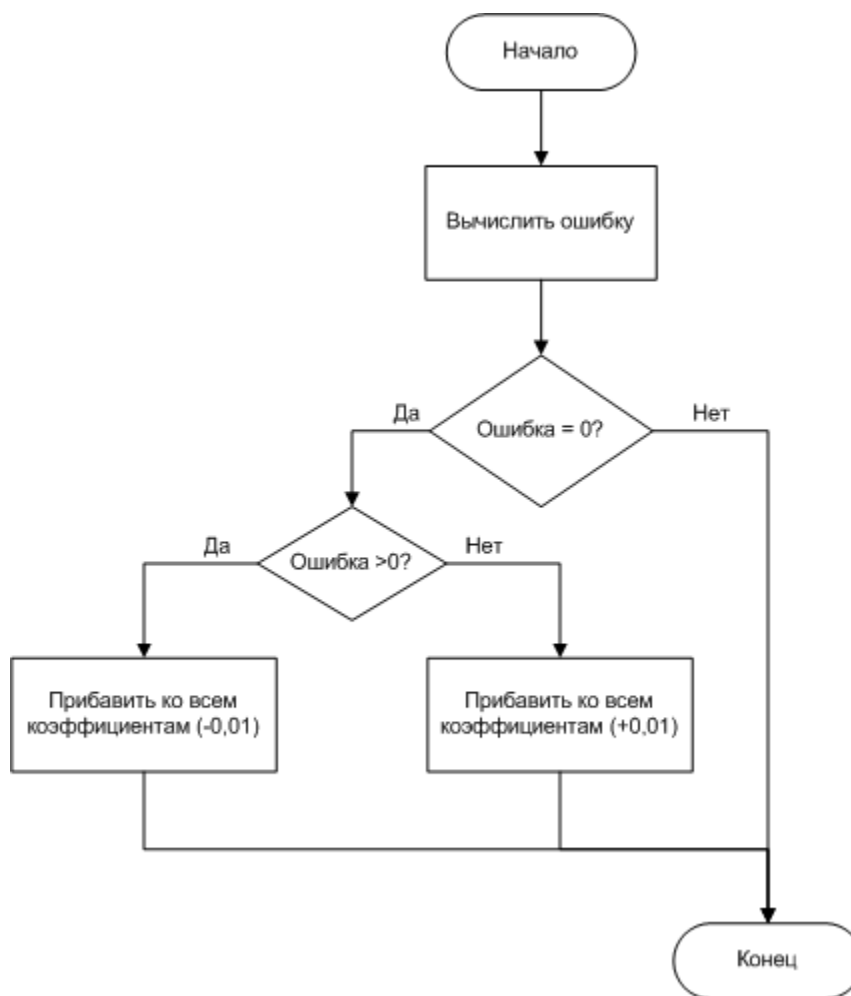 Начало
Вычислить ошибку
Да
Ошибка = 0?
Нет
Да
Ошибка >0?
Нет
Прибавить ко всем
коэффициентам (-0,01)
Прибавить ко всем
коэффициентам (+0,01)
Конец